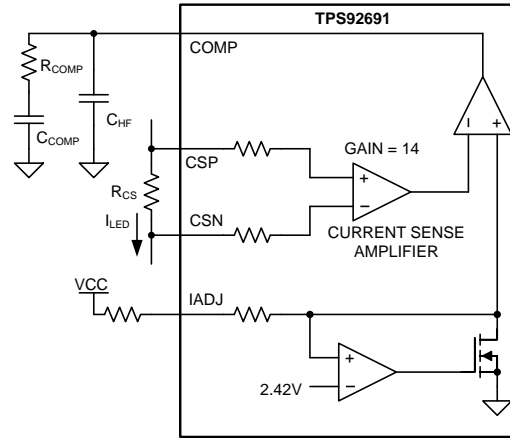 TPS92691
COMP
RCOMP
CCOMP
CHF
CSP
GAIN = 14
+
−
− +
RCS
ILED
CSN
CURRENT SENSE
AMPLIFIER
VCC
IADJ
+
−
2.42V